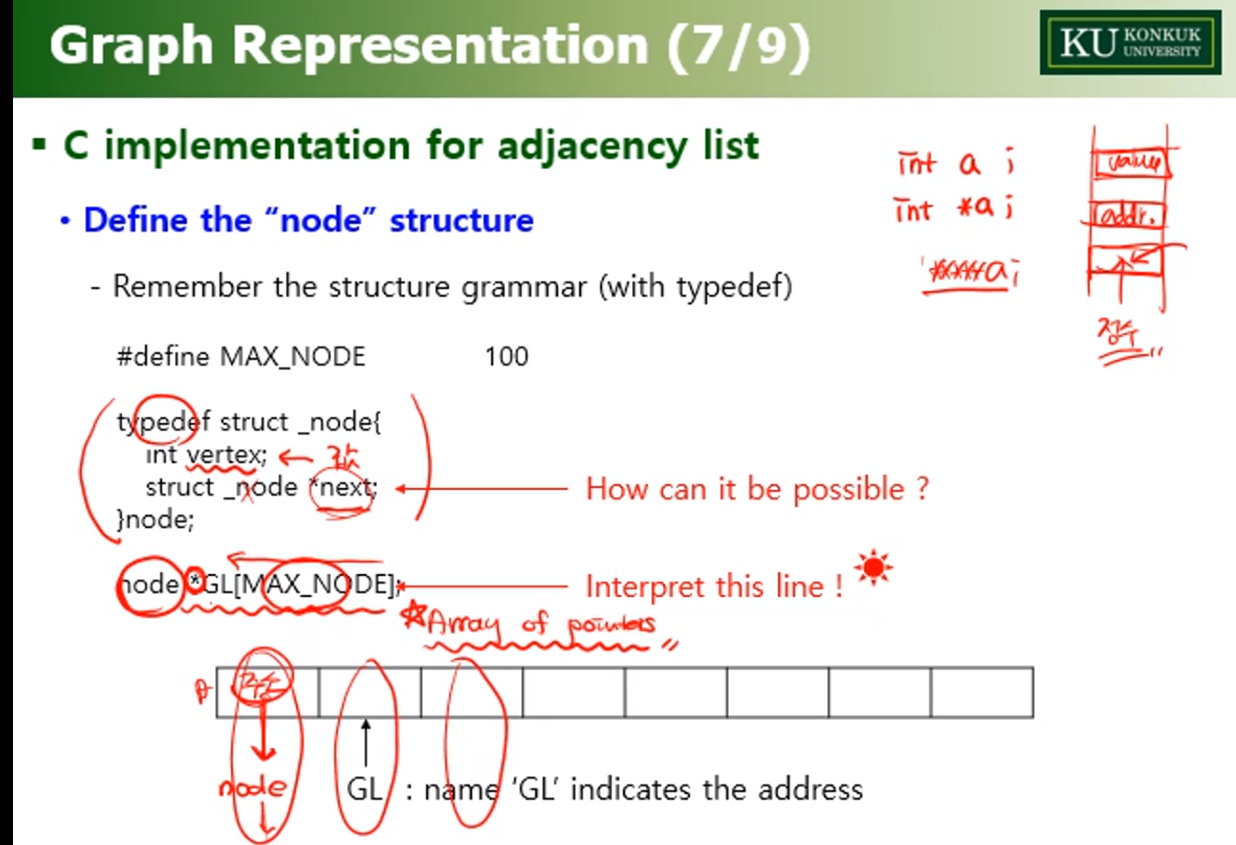 Graph Representation (7/9)
KU KONKUK UNIVERSITY
▪ C implementation for adjacency list
• Define the “node” structure
- Remember the structure grammar (with typedef)
#define MAX_NODE 100
typedef struct _node{
int vertex; ← 값
struct _node *next;
}node;
How can it be possible ?
node *GL[MAX_NODE];
Interpret this line !
Array of pointers
주소
node
GL : name ‘GL’ indicates the address
int a ;
int *a ;
a ;
value
addr.